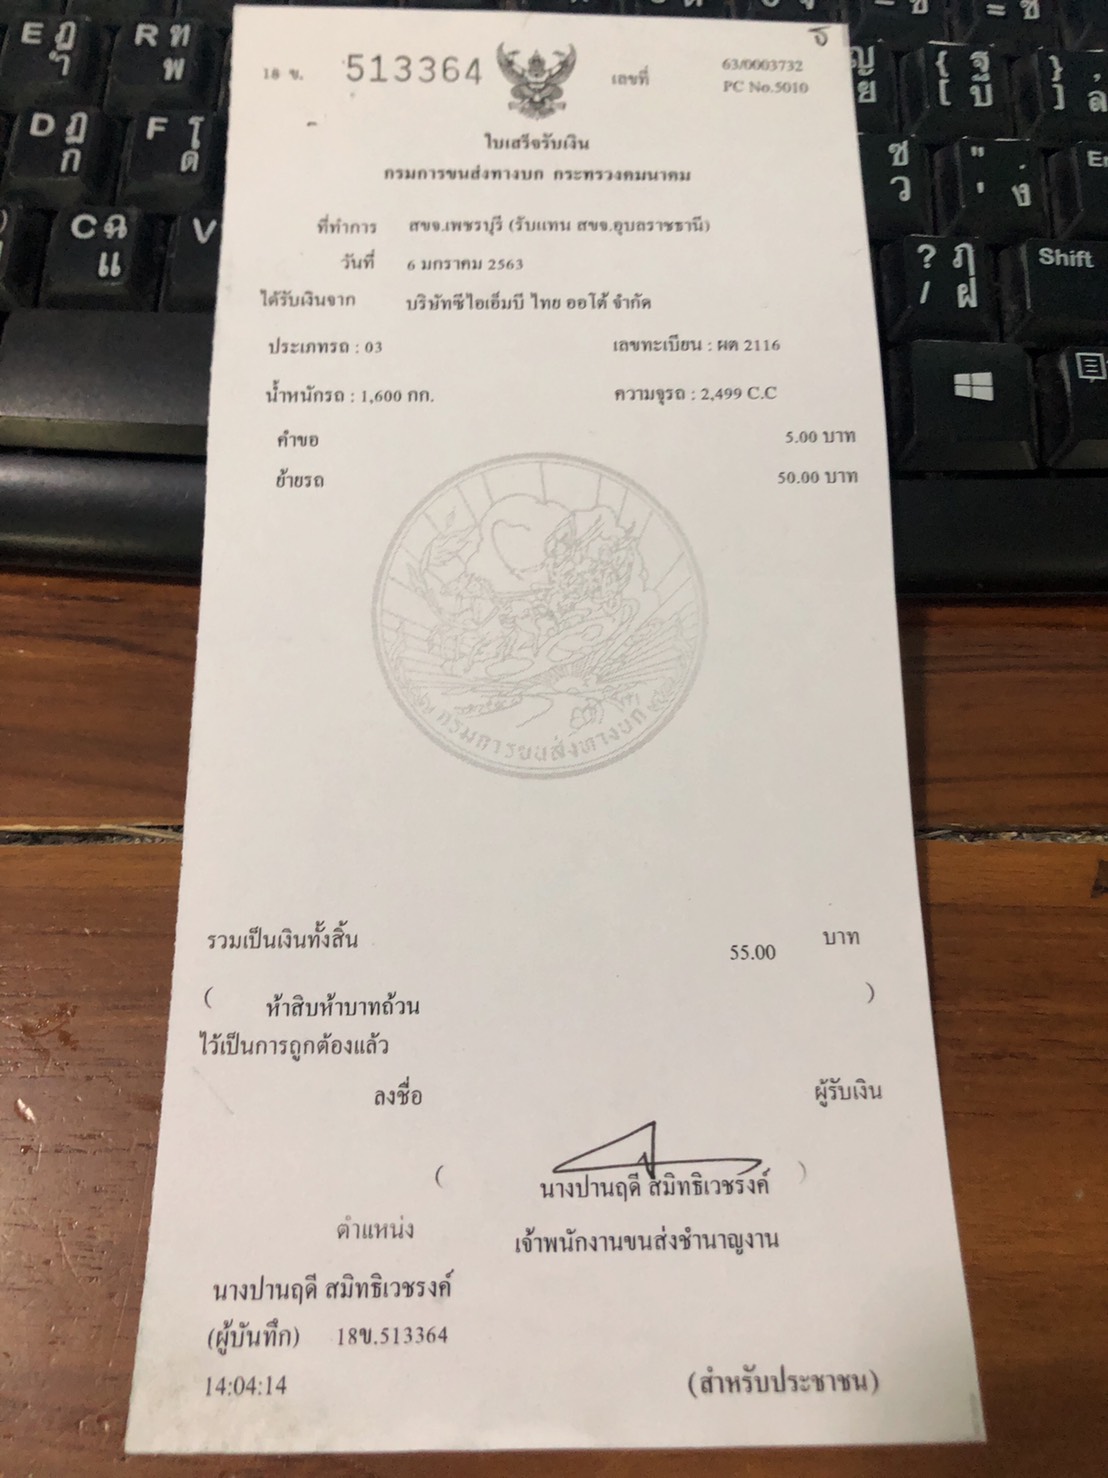 E ฎ ำ R ฑ พ
18 ข. 513364 เลขที่ 63/0003732
PC No.5010
D ฏ ก F โ ด
ใบเสร็จรับเงิน
กรมการขนส่งทางบก กระทรวงคมนาคม
C ฉ แ V
ที่ทำการ สขจ.เพชรบุรี (รับแทน สขจ.อุบลราชธานี)
วันที่ 6 มกราคม 2563
? ฦ / ฝ Shift
ได้รับเงินจาก บริษัทซีไอเอ็มบี ไทย ออโต้ จำกัด
ประเภทรถ : 03 เลขทะเบียน : ผต 2116
น้ำหนักรถ : 1,600 กก. ความจุรถ : 2,499 C.C
คำขอ 5.00 บาท
ย้ายรถ 50.00 บาท
กรมการขนส่งทางบก
รวมเป็นเงินทั้งสิ้น 55.00 บาท
( ห้าสิบห้าบาทถ้วน )
ไว้เป็นการถูกต้องแล้ว
ลงชื่อ ผู้รับเงิน
( นางปานฤดี สมิทธิเวชรงค์ )
ตำแหน่ง เจ้าพนักงานขนส่งชำนาญงาน
นางปานฤดี สมิทธิเวชรงค์
(ผู้บันทึก) 18ข.513364
14:04:14 (สำหรับประชาชน)